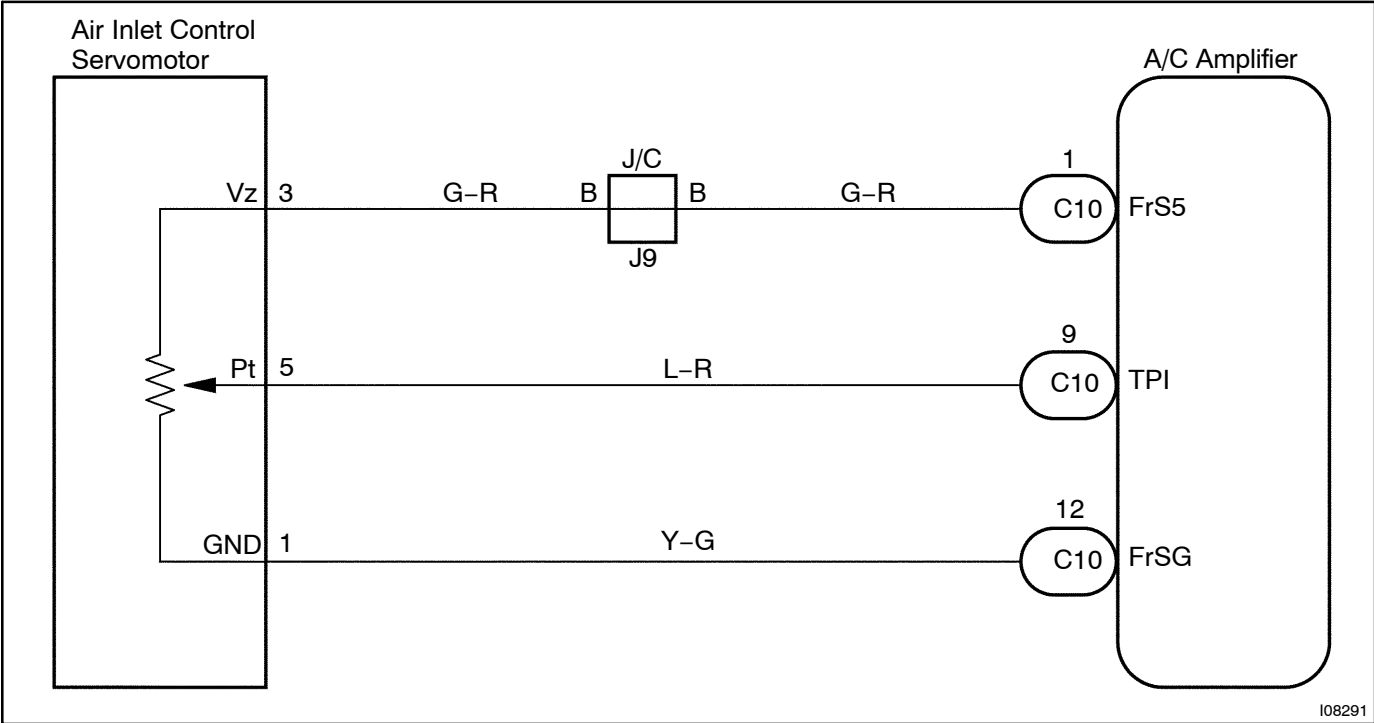 Air Inlet Control
Servomotor
A/C Amplifier
J/C
1
Vz 3 G−R B B G−R C10 FrS5
J9
9
Pt 5 L−R C10 TPI
12
GND 1 Y−G C10 FrSG
I08291